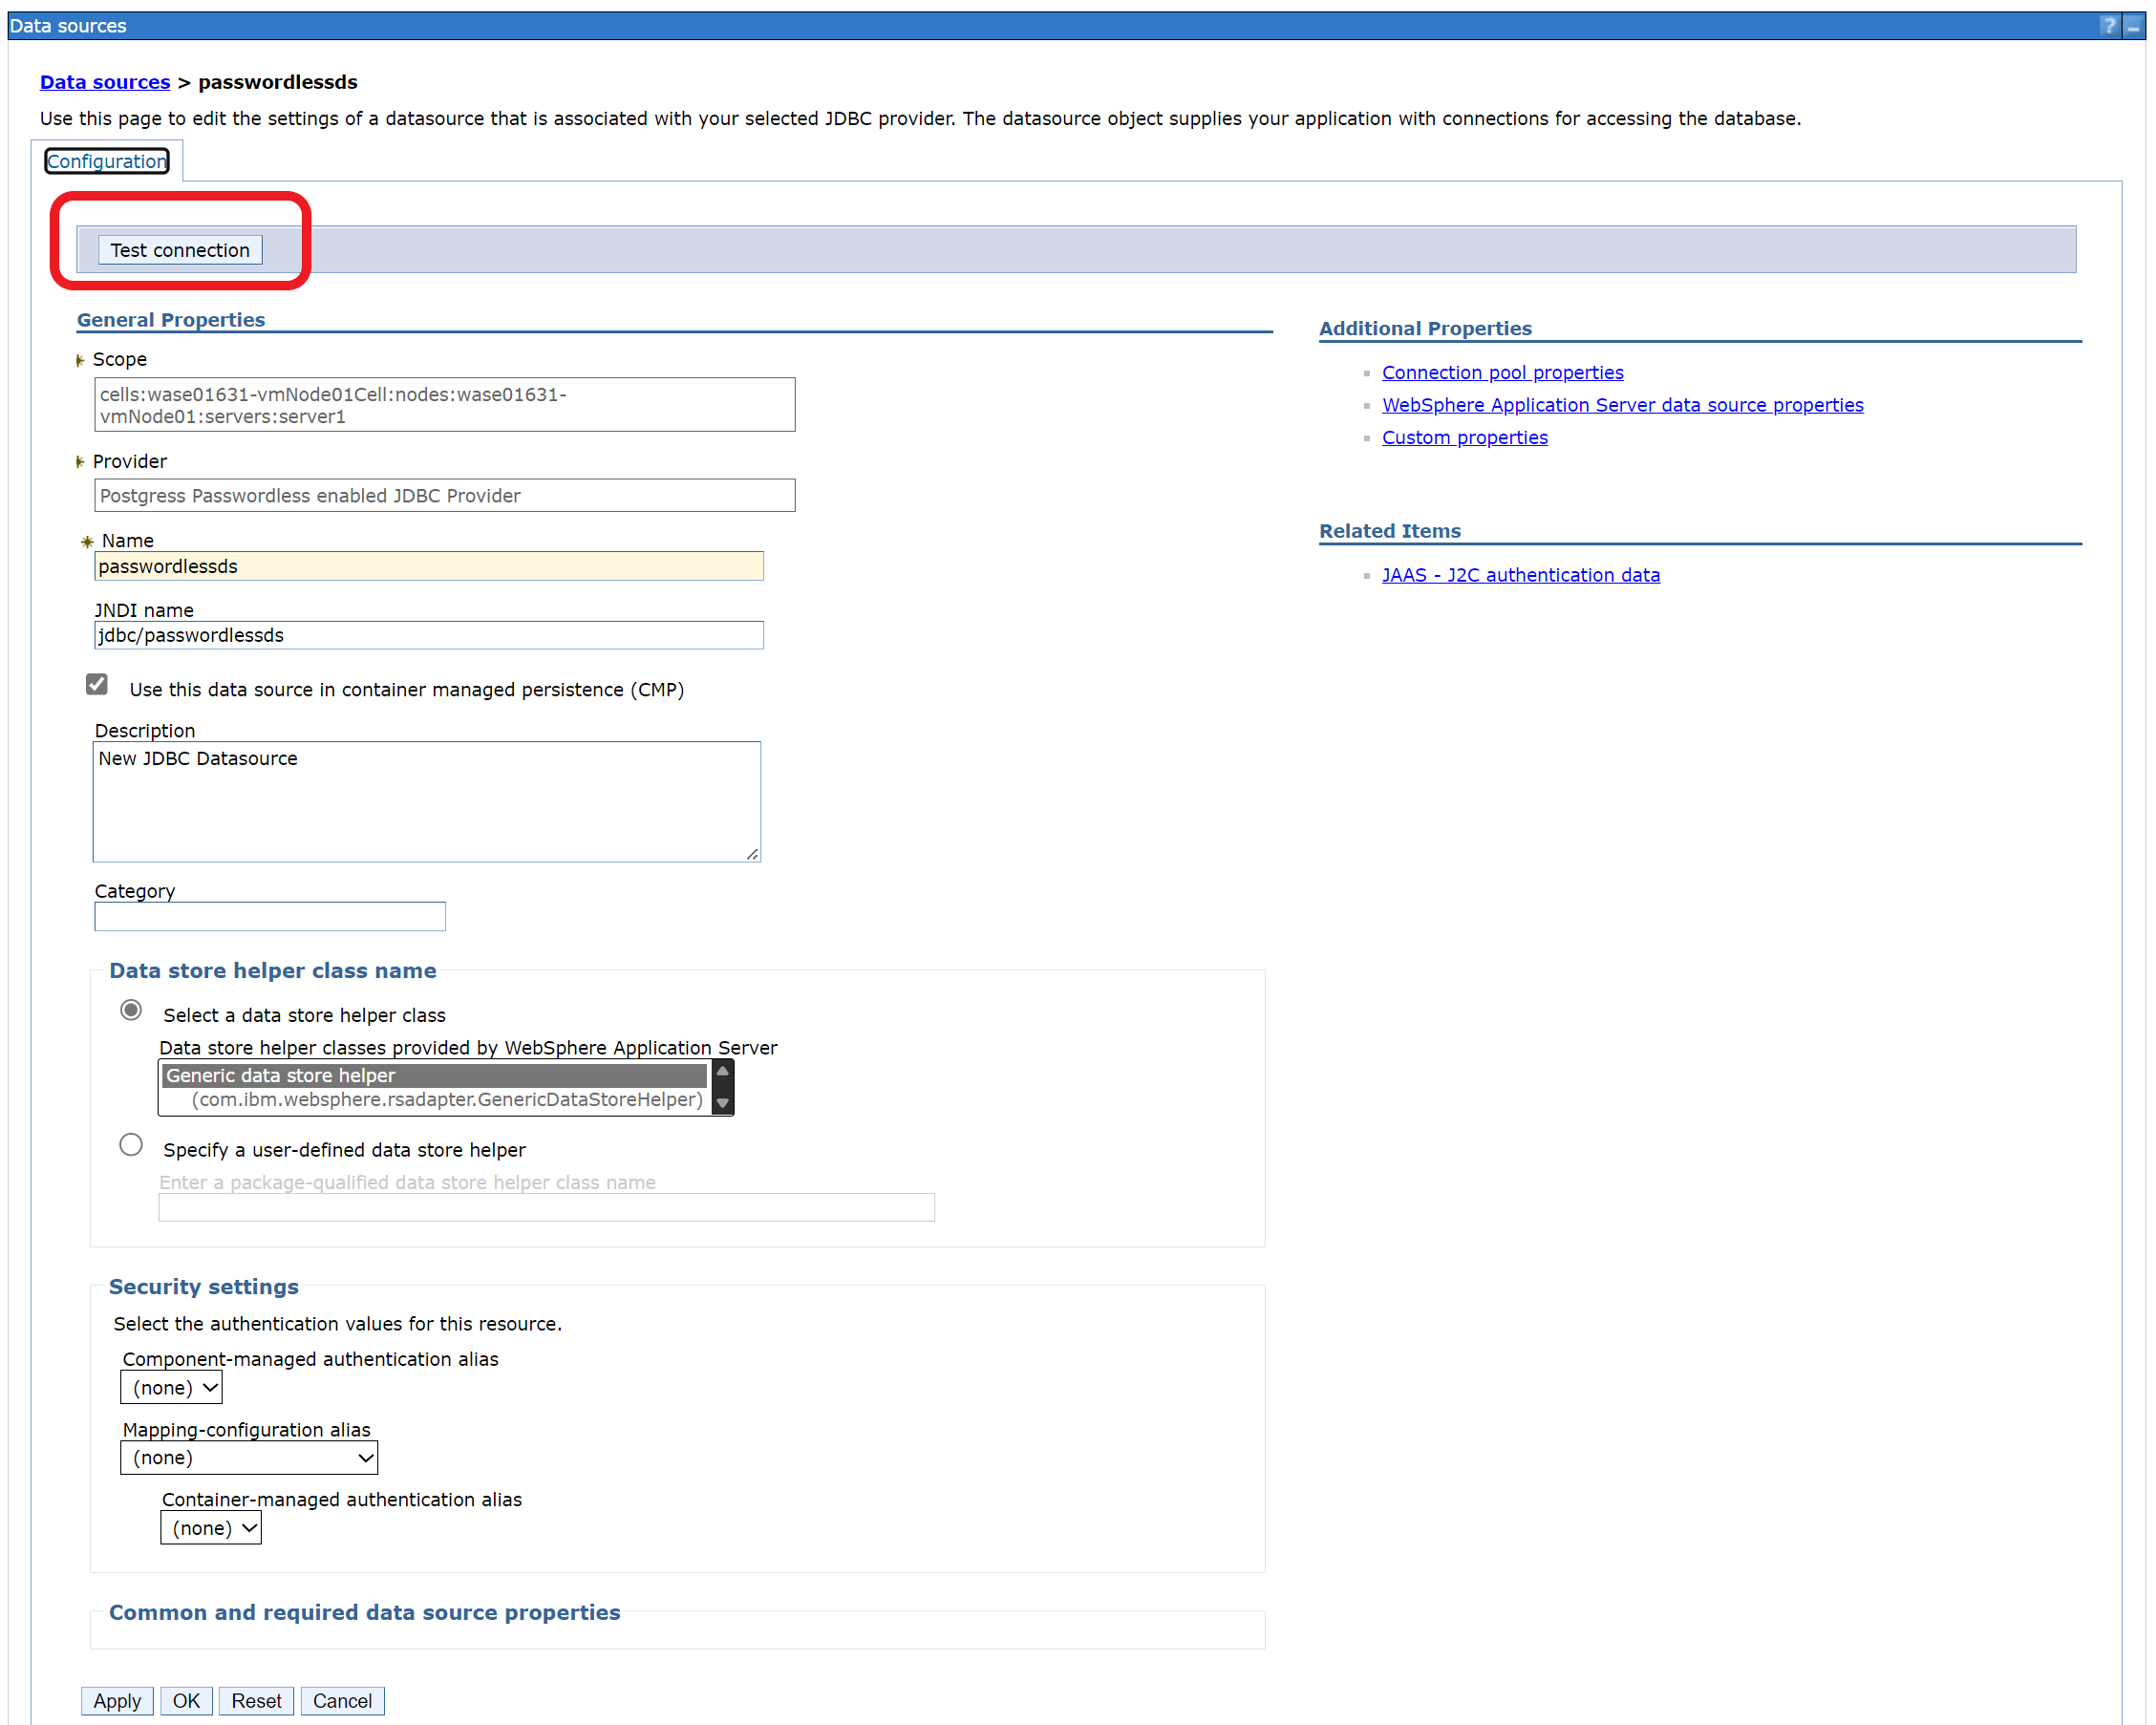 Data sources
?
Data sources > passwordlessds
Use this page to edit the settings of a datasource that is associated with your selected JDBC provider. The datasource object supplies your application with connections for accessing the database.
Configuration
Test connection
General Properties
Scope
cells:wase01631-vmNode01Cell:nodes:wase01631-
vmNode01:servers:server1
Provider
Postgress Passwordless enabled JDBC Provider
Name
passwordlessds
JNDI name
jdbc/passwordlessds
Use this data source in container managed persistence (CMP)
Description
New JDBC Datasource
Category
Data store helper class name
Select a data store helper class
Data store helper classes provided by WebSphere Application Server
Generic data store helper
(com.ibm.websphere.rsadapter.GenericDataStoreHelper)
Specify a user-defined data store helper
Enter a package-qualified data store helper class name
Security settings
Select the authentication values for this resource.
Component-managed authentication alias
(none)
Mapping-configuration alias
(none)
Container-managed authentication alias
(none)
Common and required data source properties
Apply OK Reset Cancel
Additional Properties
Connection pool properties
WebSphere Application Server data source properties
Custom properties
Related Items
JAAS - J2C authentication data